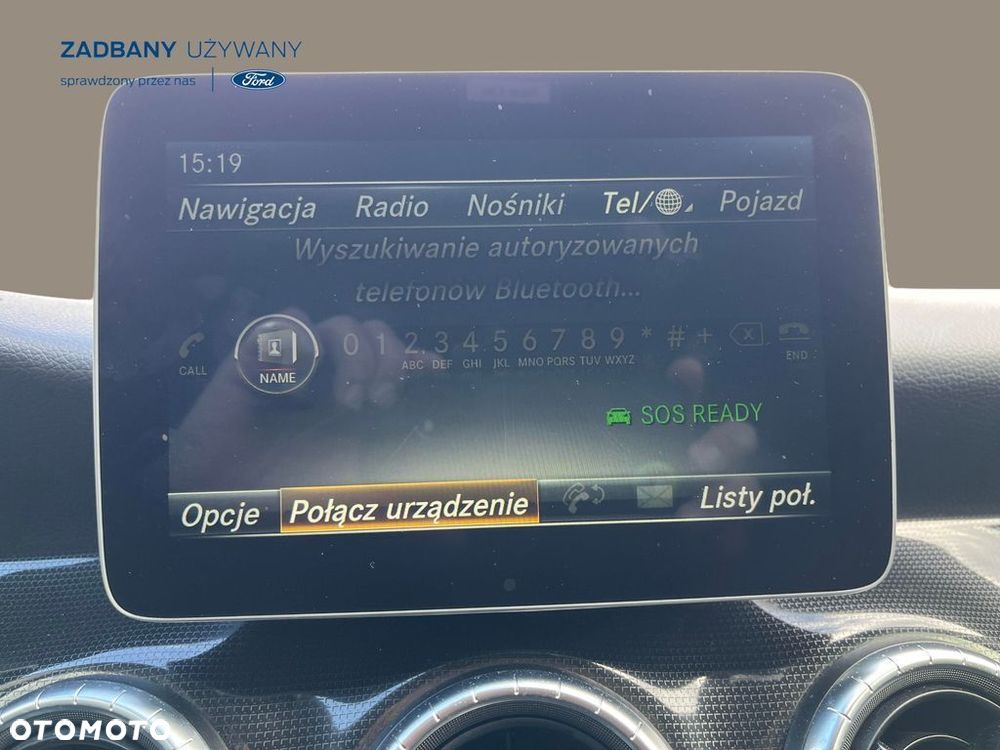 ZADBANY UŻYWANY
sprawdzony przez nas
Ford
15:19
Nawigacja Radio Nośniki Tel/ Pojazd
Wyszukiwanie autoryzowanych
telefonów Bluetooth...
0 1 2 3 4 5 6 7 8 9 * # +
ABC DEF GHI JKL MNO PQRS TUV WXYZ
CALL
NAME
END
SOS READY
Opcje Połącz urządzenie Listy poł.
OTOMOTO